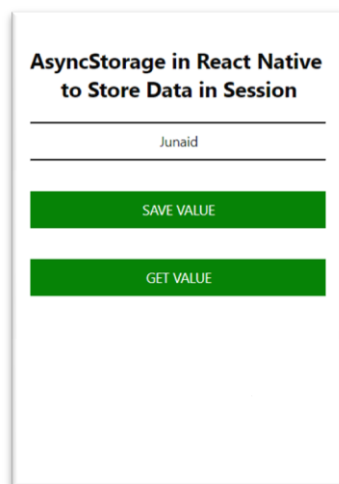 AsyncStorage in React Native
to Store Data in Session
Junaid
SAVE VALUE
GET VALUE